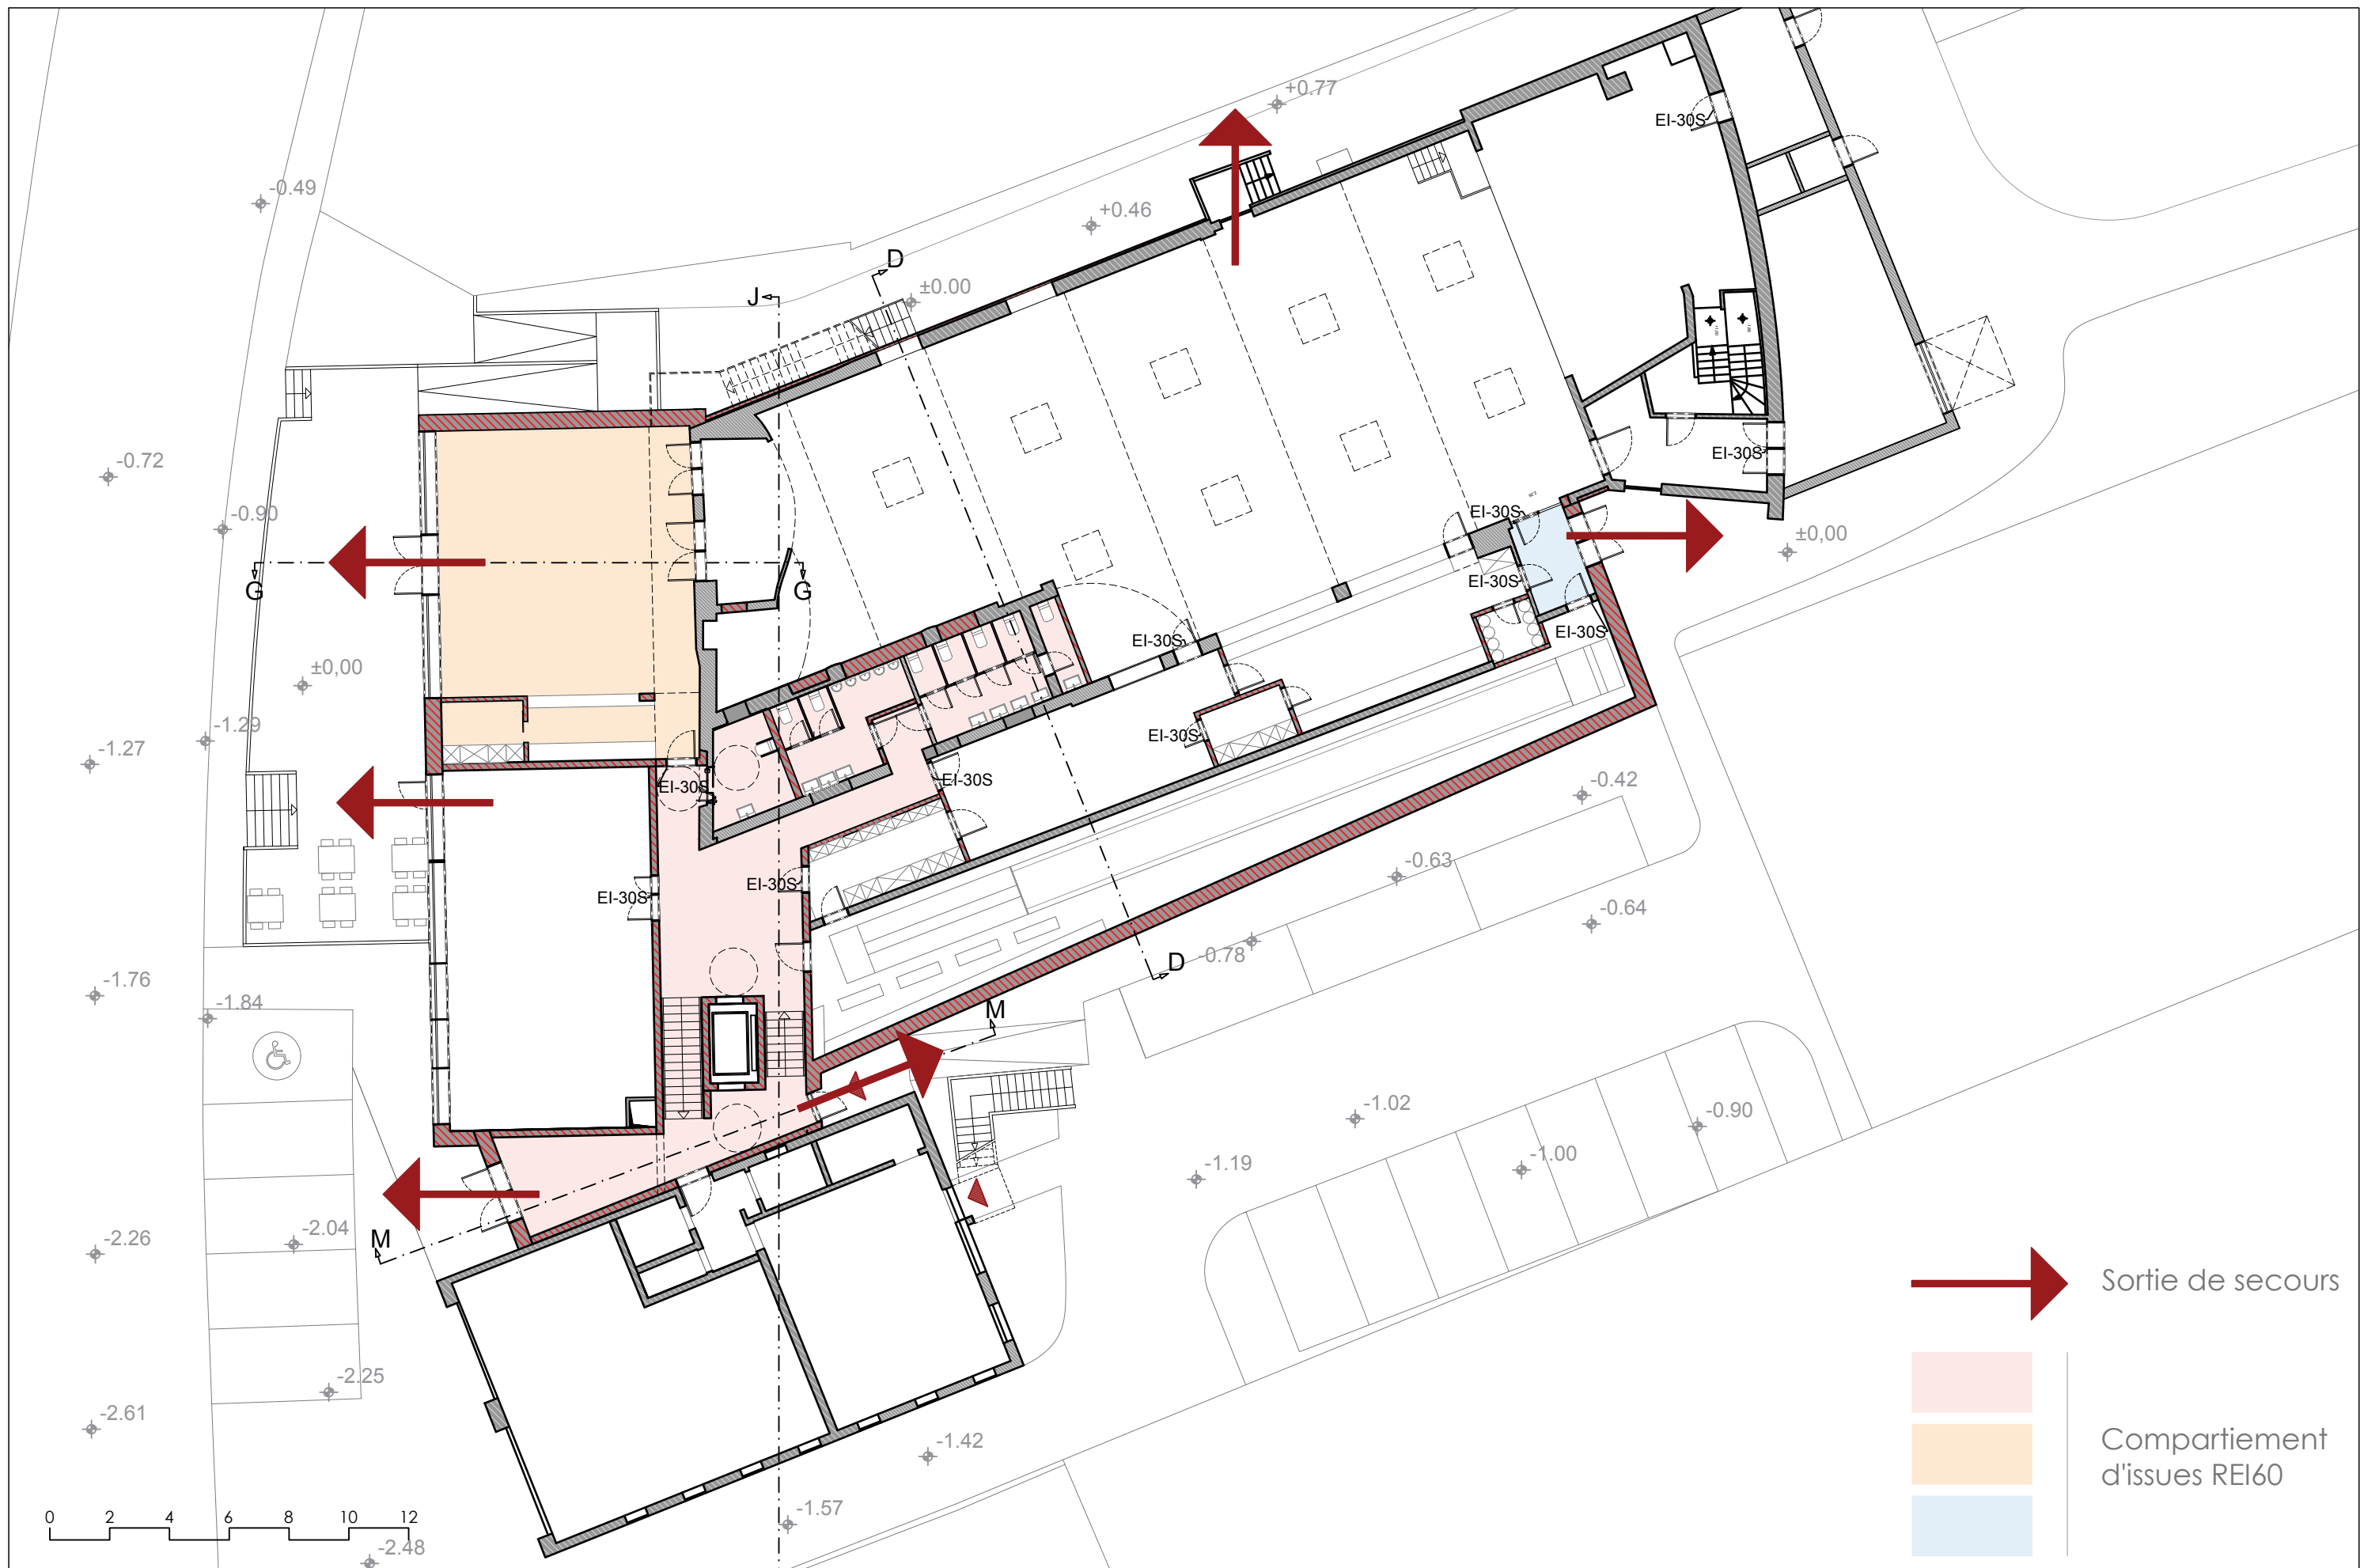 +0.77
EI-30S
-0.49
+0.46
D
J
±0.00
-0.72
EI-30S
-0.90
EI-30S
±0,00
G
G
EI-30S
EI-30S
EI-30S
±0,00
-1.29
-1.27
EI-30S
EI-30S
EI-30S
-0.42
-0.63
EI-30S
EI-30S
-0.64
-0.78
D
-1.76
-1.84
M
-1.02
-0.90
-1.00
-1.19
-2.04
-2.26
M
Sortie de secours
-2.25
-2.61
-1.42
Compartiement
d'issues REI60
-1.57
0 2 4 6 8 10 12
-2.48